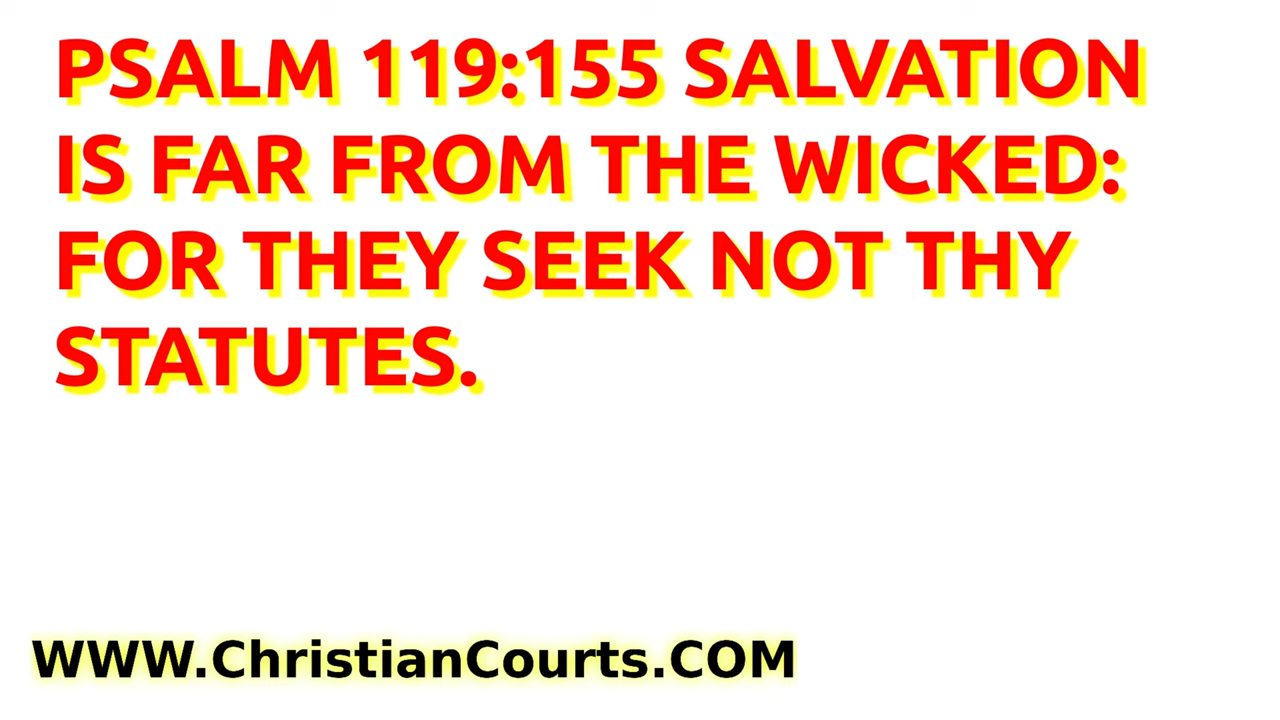 PSALM 119:155 SALVATION
IS FAR FROM THE WICKED:
FOR THEY SEEK NOT THY
STATUTES.
WWW.ChristianCourts.COM